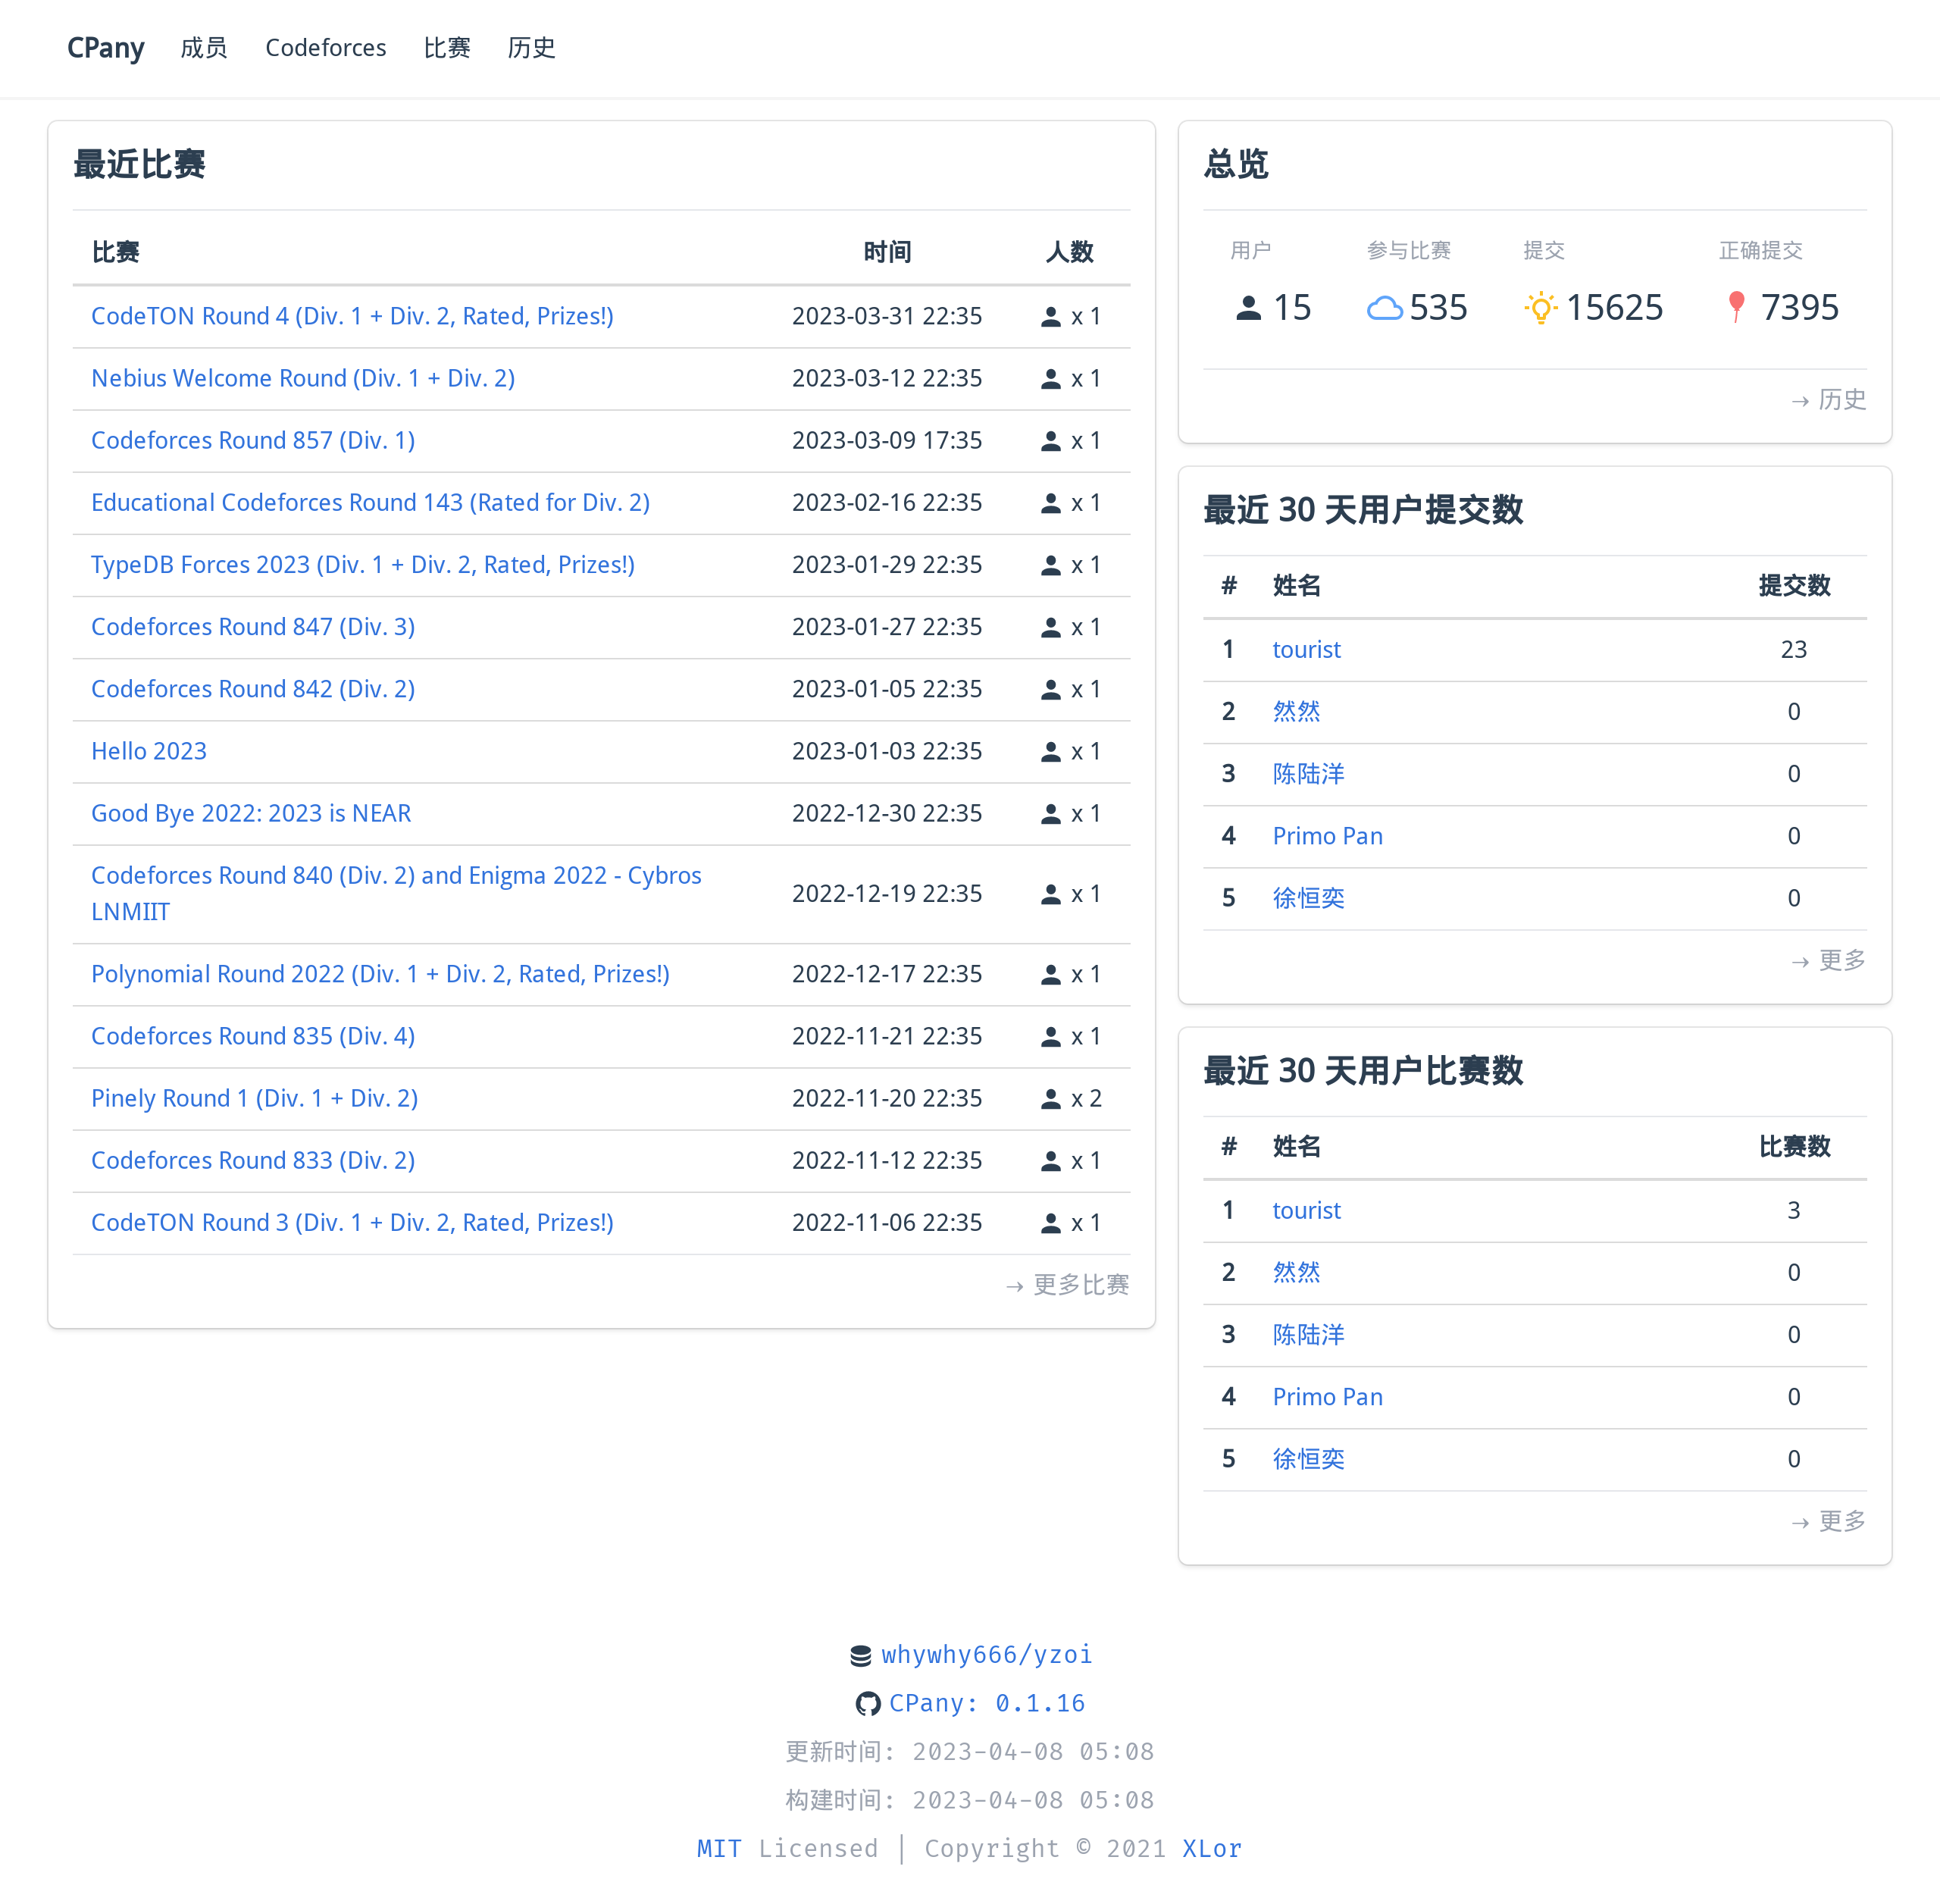 CPany 成员 Codeforces 比赛 历史
最近比赛
比赛 时间 人数
CodeTON Round 4 (Div. 1 + Div. 2, Rated, Prizes!) 2023-03-31 22:35 x 1
Nebius Welcome Round (Div. 1 + Div. 2) 2023-03-12 22:35 x 1
Codeforces Round 857 (Div. 1) 2023-03-09 17:35 x 1
Educational Codeforces Round 143 (Rated for Div. 2) 2023-02-16 22:35 x 1
TypeDB Forces 2023 (Div. 1 + Div. 2, Rated, Prizes!) 2023-01-29 22:35 x 1
Codeforces Round 847 (Div. 3) 2023-01-27 22:35 x 1
Codeforces Round 842 (Div. 2) 2023-01-05 22:35 x 1
Hello 2023 2023-01-03 22:35 x 1
Good Bye 2022: 2023 is NEAR 2022-12-30 22:35 x 1
Codeforces Round 840 (Div. 2) and Enigma 2022 - Cybros
LNMIIT 2022-12-19 22:35 x 1
Polynomial Round 2022 (Div. 1 + Div. 2, Rated, Prizes!) 2022-12-17 22:35 x 1
Codeforces Round 835 (Div. 4) 2022-11-21 22:35 x 1
Pinely Round 1 (Div. 1 + Div. 2) 2022-11-20 22:35 x 2
Codeforces Round 833 (Div. 2) 2022-11-12 22:35 x 1
CodeTON Round 3 (Div. 1 + Div. 2, Rated, Prizes!) 2022-11-06 22:35 x 1
→ 更多比赛
总览
用户 参与比赛 提交 正确提交
15 535 15625 7395
→ 历史
最近 30 天用户提交数
# 姓名 提交数
1 tourist 23
2 然然 0
3 陈陆洋 0
4 Primo Pan 0
5 徐恒奕 0
→ 更多
最近 30 天用户比赛数
# 姓名 比赛数
1 tourist 3
2 然然 0
3 陈陆洋 0
4 Primo Pan 0
5 徐恒奕 0
→ 更多
whywhy666/yzoi
CPany: 0.1.16
更新时间: 2023-04-08 05:08
构建时间: 2023-04-08 05:08
MIT Licensed | Copyright © 2021 XLor